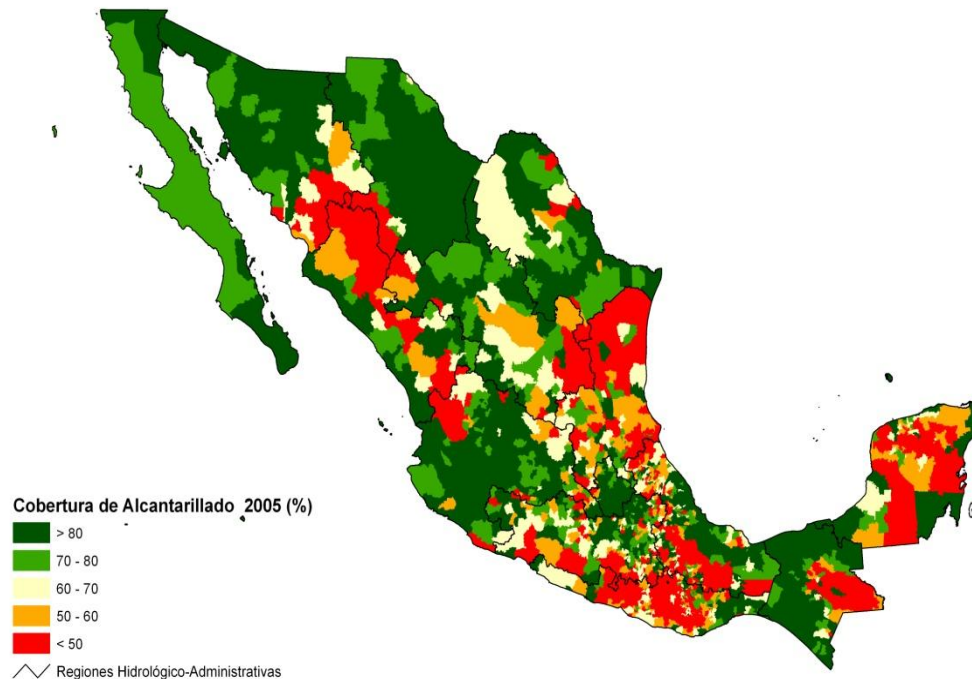 Cobertura de Alcantarillado 2005 (%)
> 80
70 - 80
60 - 70
50 - 60
< 50
Regiones Hidrológico-Administrativas